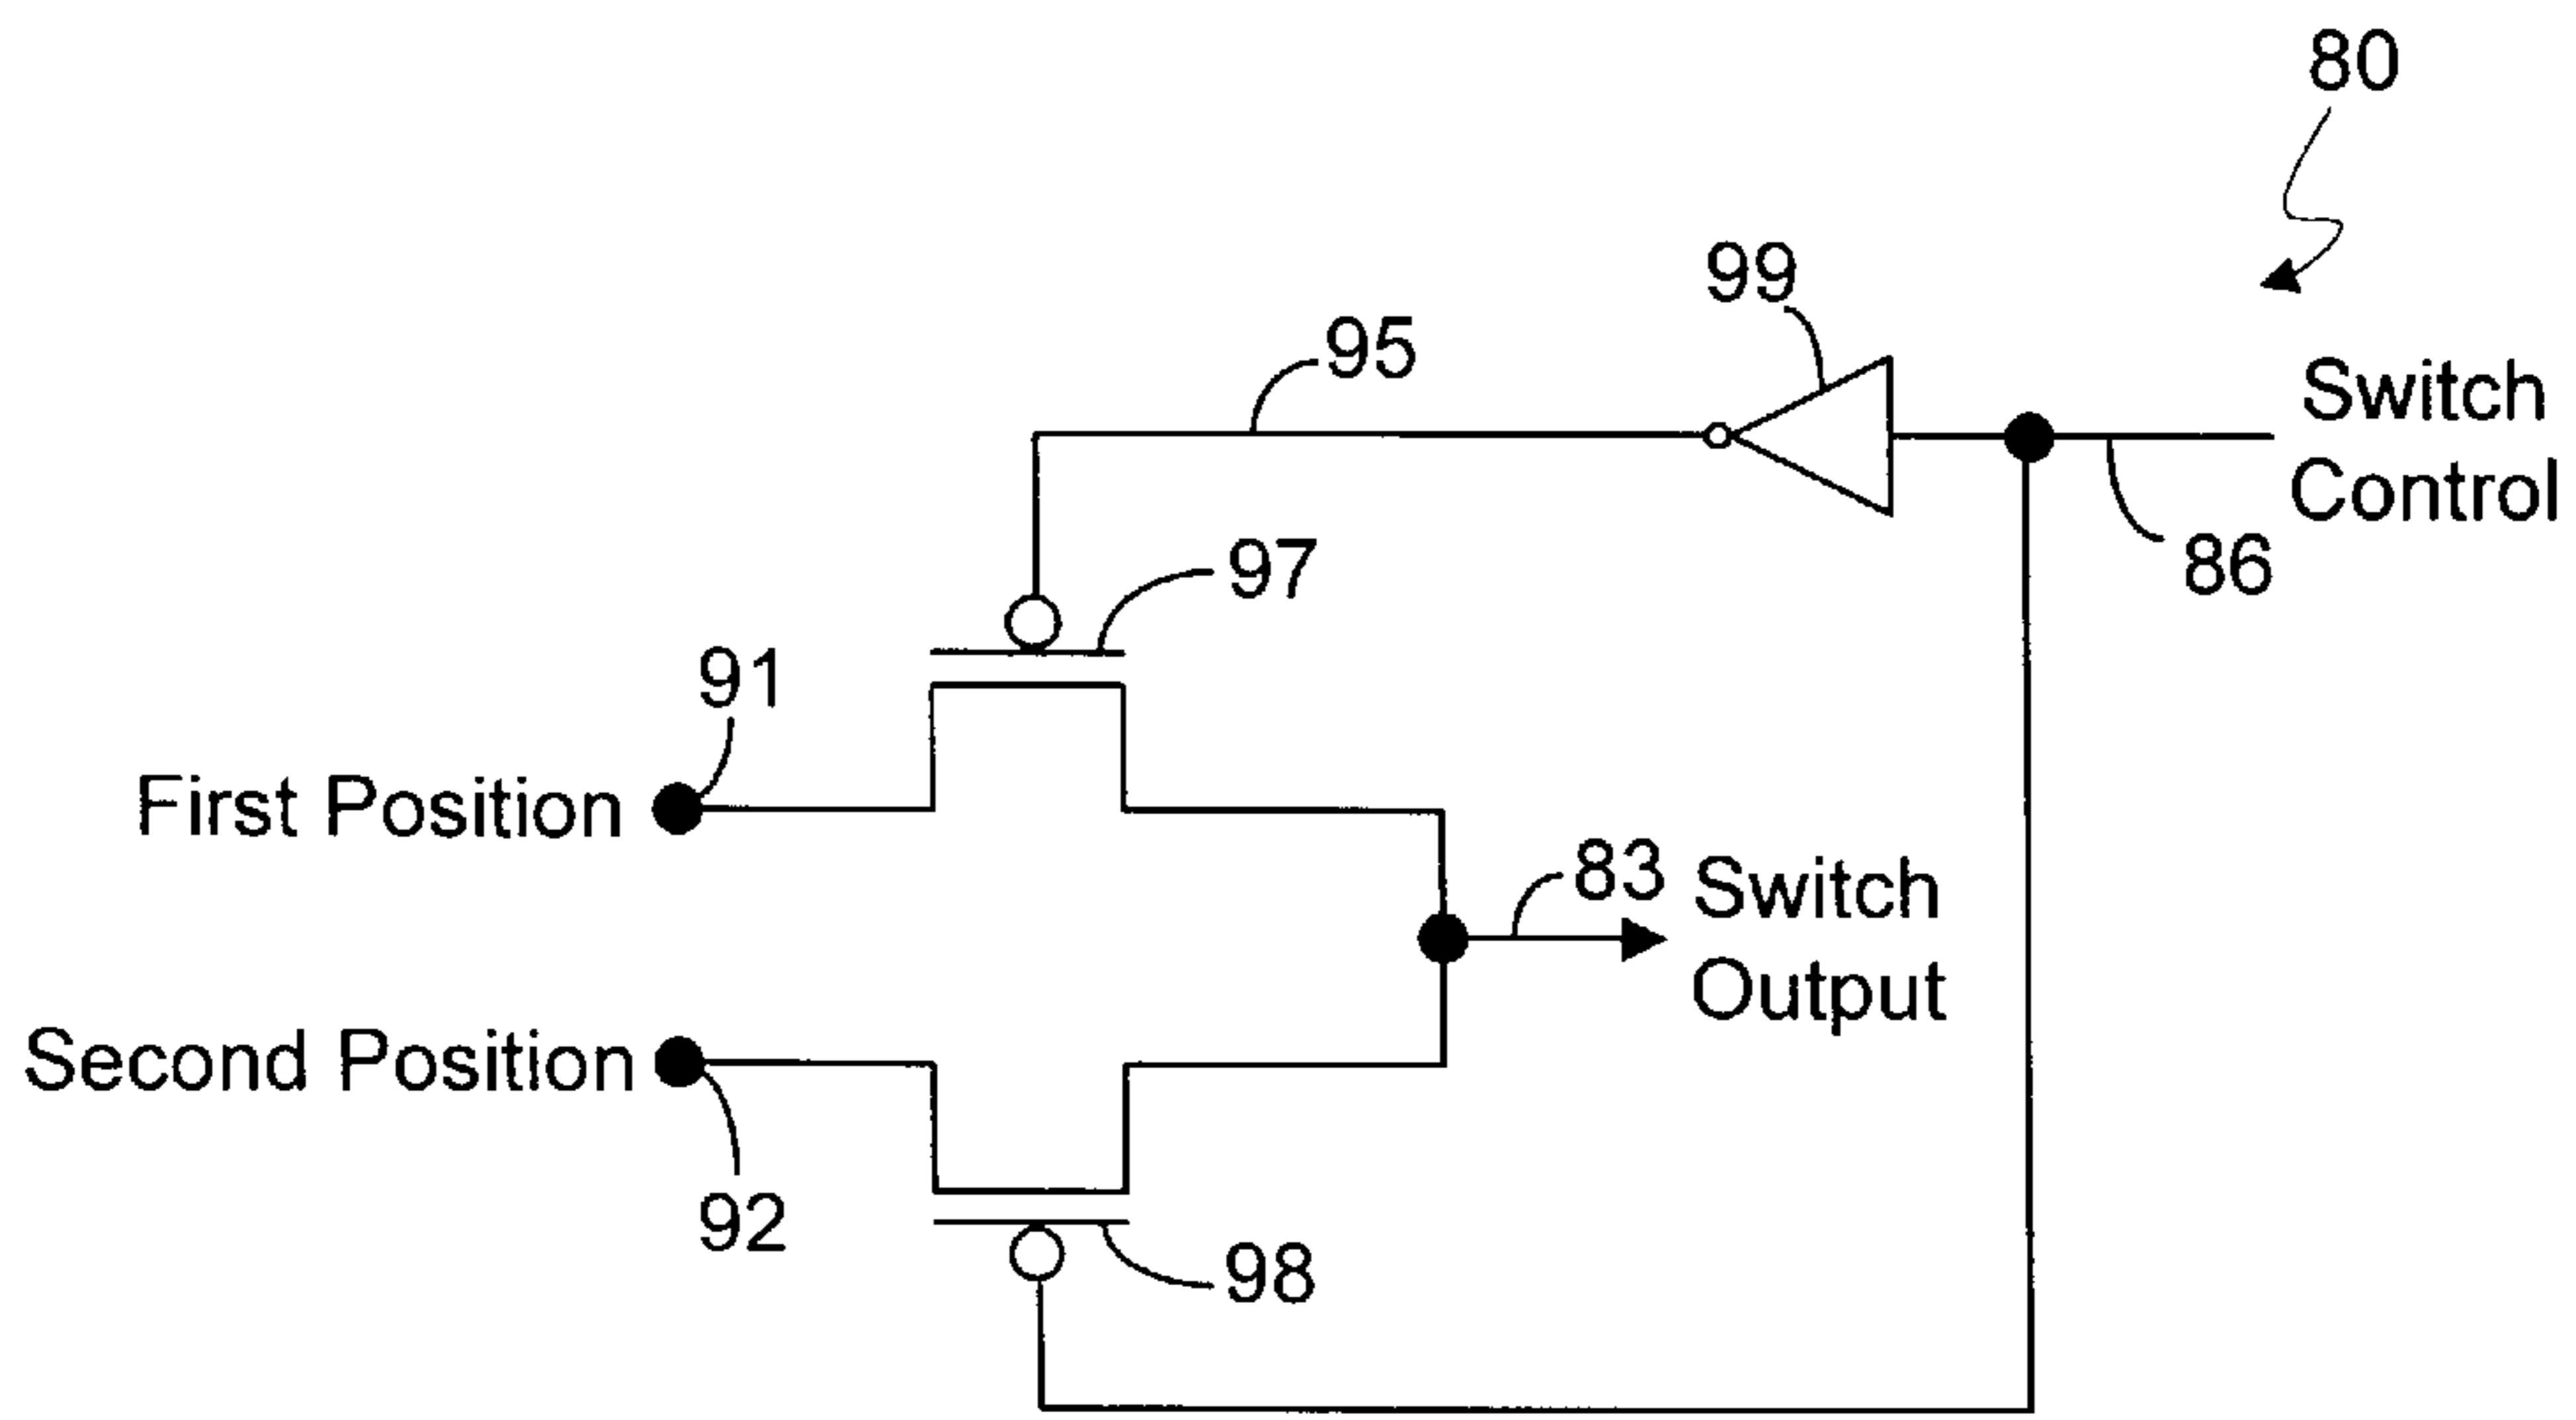 80
99
95
Switch
Control
86
97
91
First Position
83
Switch
Output
Second Position
92
98